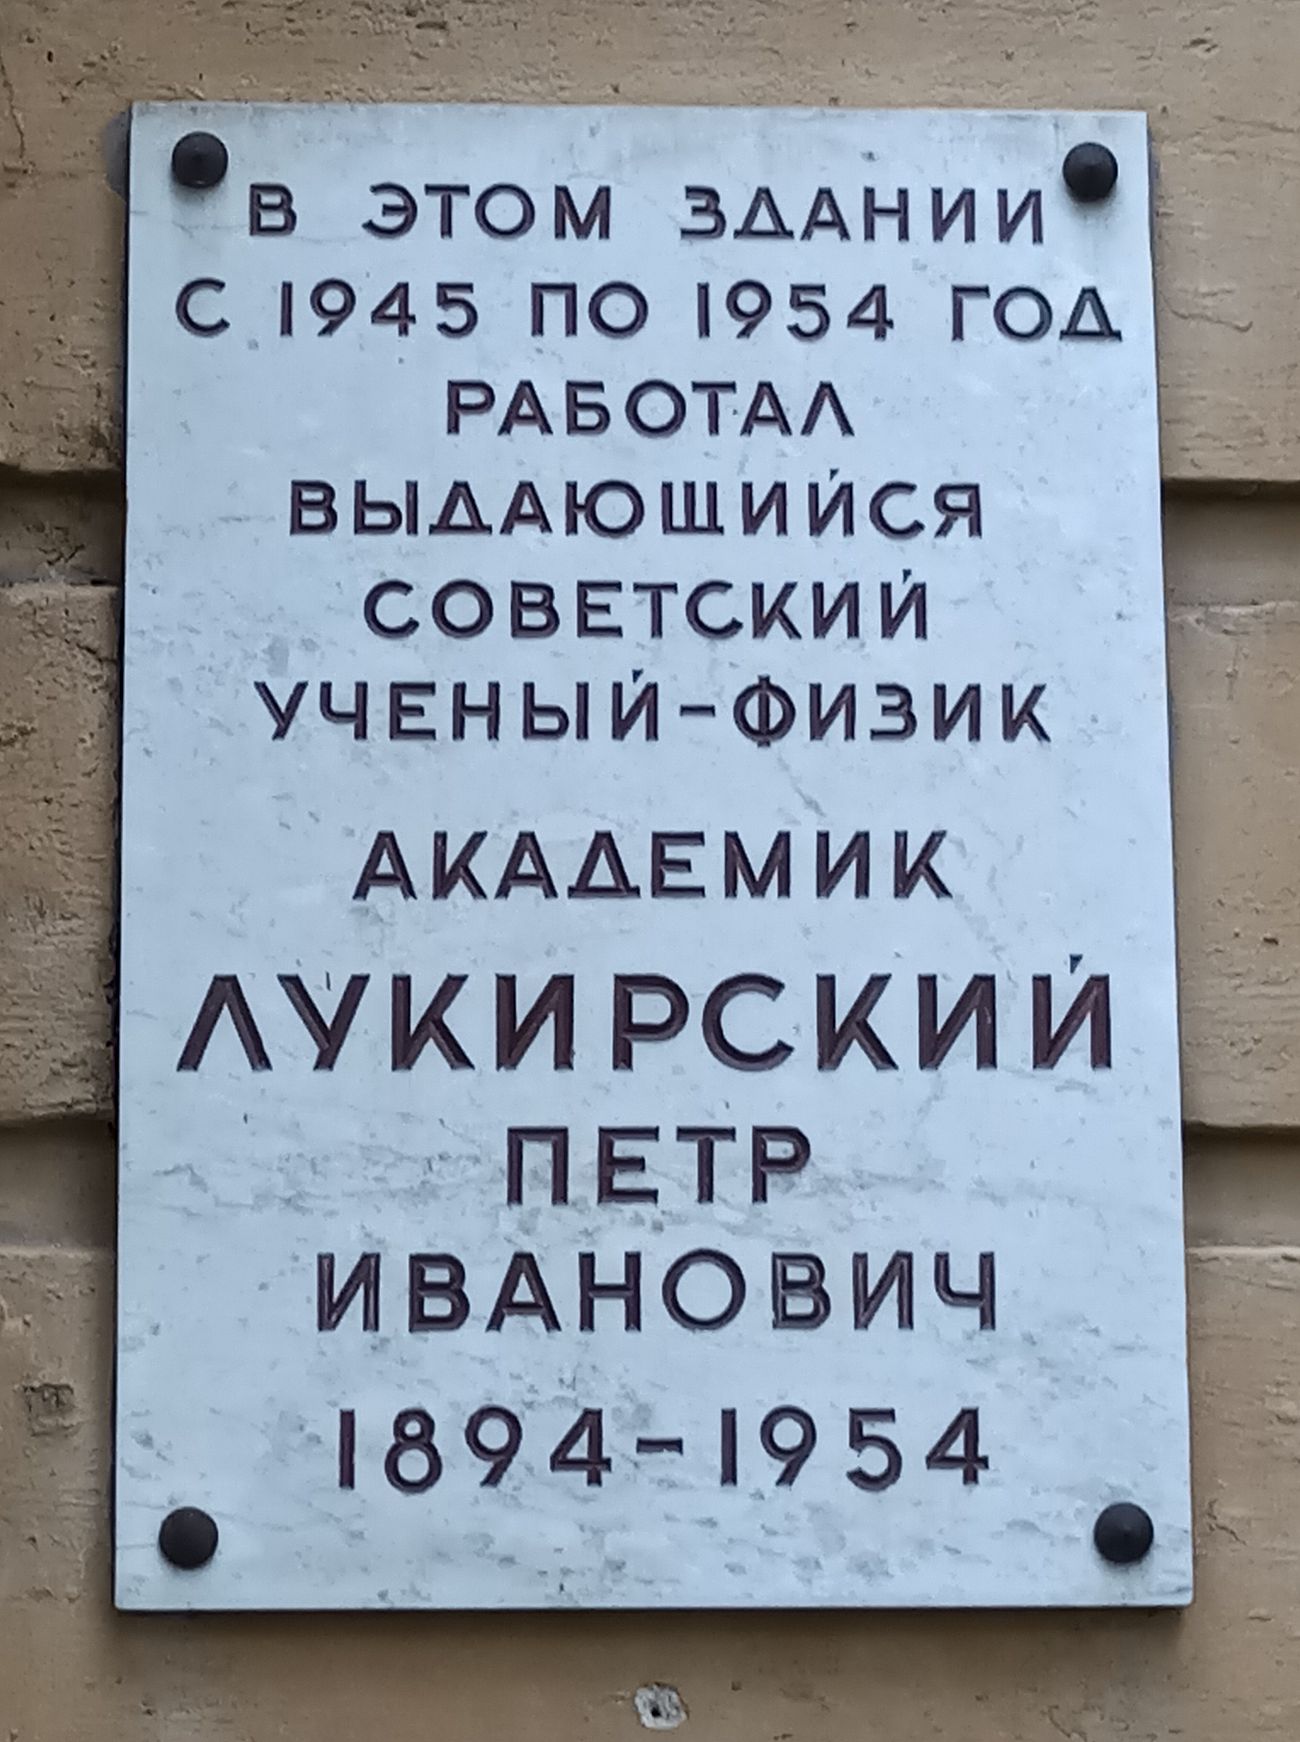 В ЭТОМ ЗДАНИИ
С 1945 ПО 1954 ГОД
РАБОТАЛ
ВЫДАЮЩИЙСЯ
СОВЕТСКИЙ
УЧЕНЫЙ-ФИЗИК
АКАДЕМИК
ЛУКИРСКИЙ
ПЕТР
ИВАНОВИЧ
1894-1954